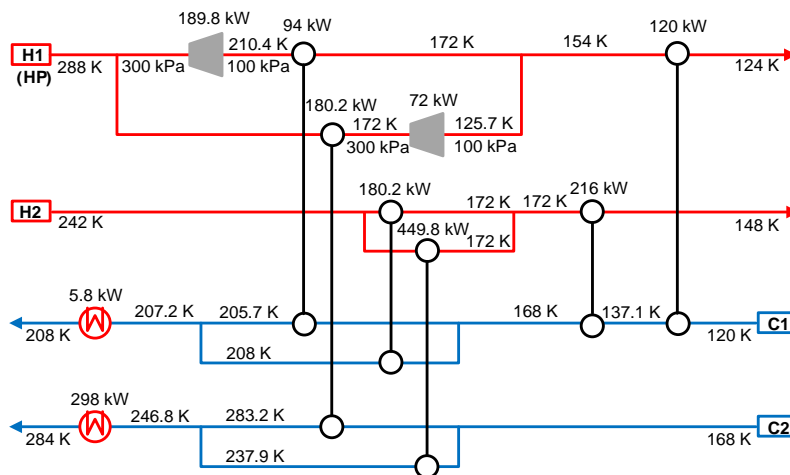 189.8 kW
94 kW
120 kW
H1
210.4 K
172 K
154 K
(HP)
288 K
300 kPa
100 kPa
124 K
180.2 kW
72 kW
172 K
125.7 K
300 kPa
100 kPa
180.2 kW
216 kW
H2
172 K
172 K
242 K
148 K
449.8 kW
172 K
5.8 kW
207.2 K
205.7 K
168 K
137.1 K
C1
208 K
120 K
208 K
298 kW
246.8 K
283.2 K
C2
284 K
168 K
237.9 K